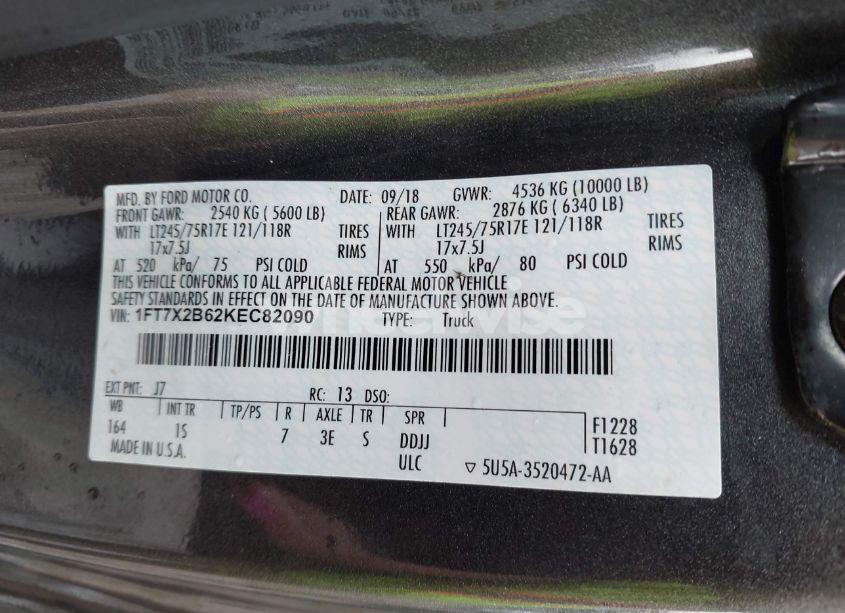 MFD. BY FORD MOTOR CO. DATE: 09/18 GVWR: 4536 KG (10000 LB)
FRONT GAWR: 2540 KG ( 5600 LB) REAR GAWR: 2876 KG ( 6340 LB)
WITH LT245/75R17E 121/118R TIRES WITH LT245/75R17E 121/118R TIRES
17x7.5J RIMS 17x7.5J RIMS
AT 520 kPa/ 75 PSI COLD AT 550 kPa/ 80 PSI COLD
THIS VEHICLE CONFORMS TO ALL APPLICABLE FEDERAL MOTOR VEHICLE
SAFETY STANDARDS IN EFFECT ON THE DATE OF MANUFACTURE SHOWN ABOVE.
VIN: 1FT7X2B62KEC82090 TYPE: Truck
EXT PNT: J7 RC: 13 DSO:
WB INT TR TP/PS R AXLE TR SPR
164 1S 7 3E S DDJJ F1228
MADE IN U.S.A. ULC T1628
▽ 5U5A-3520472-AA